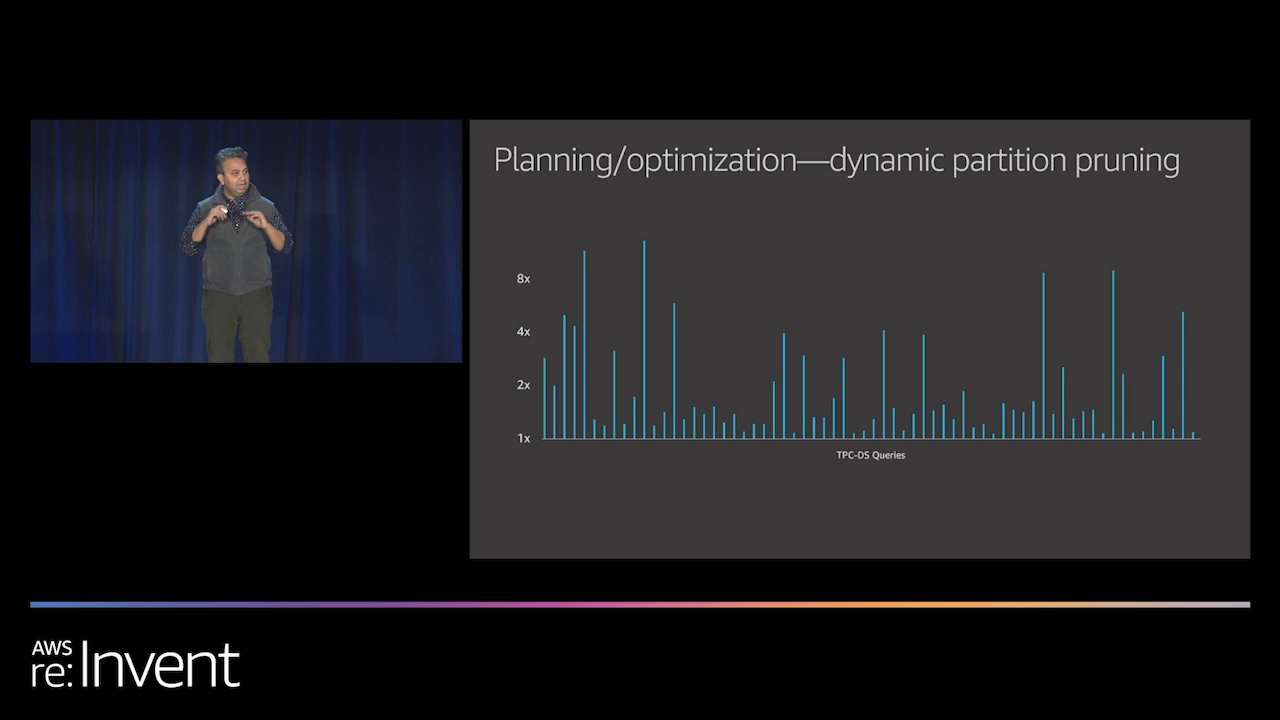 Planning/optimization—dynamic partition pruning
8x
4x
2x
1x
TPC-DS Queries
AWS
re:Invent